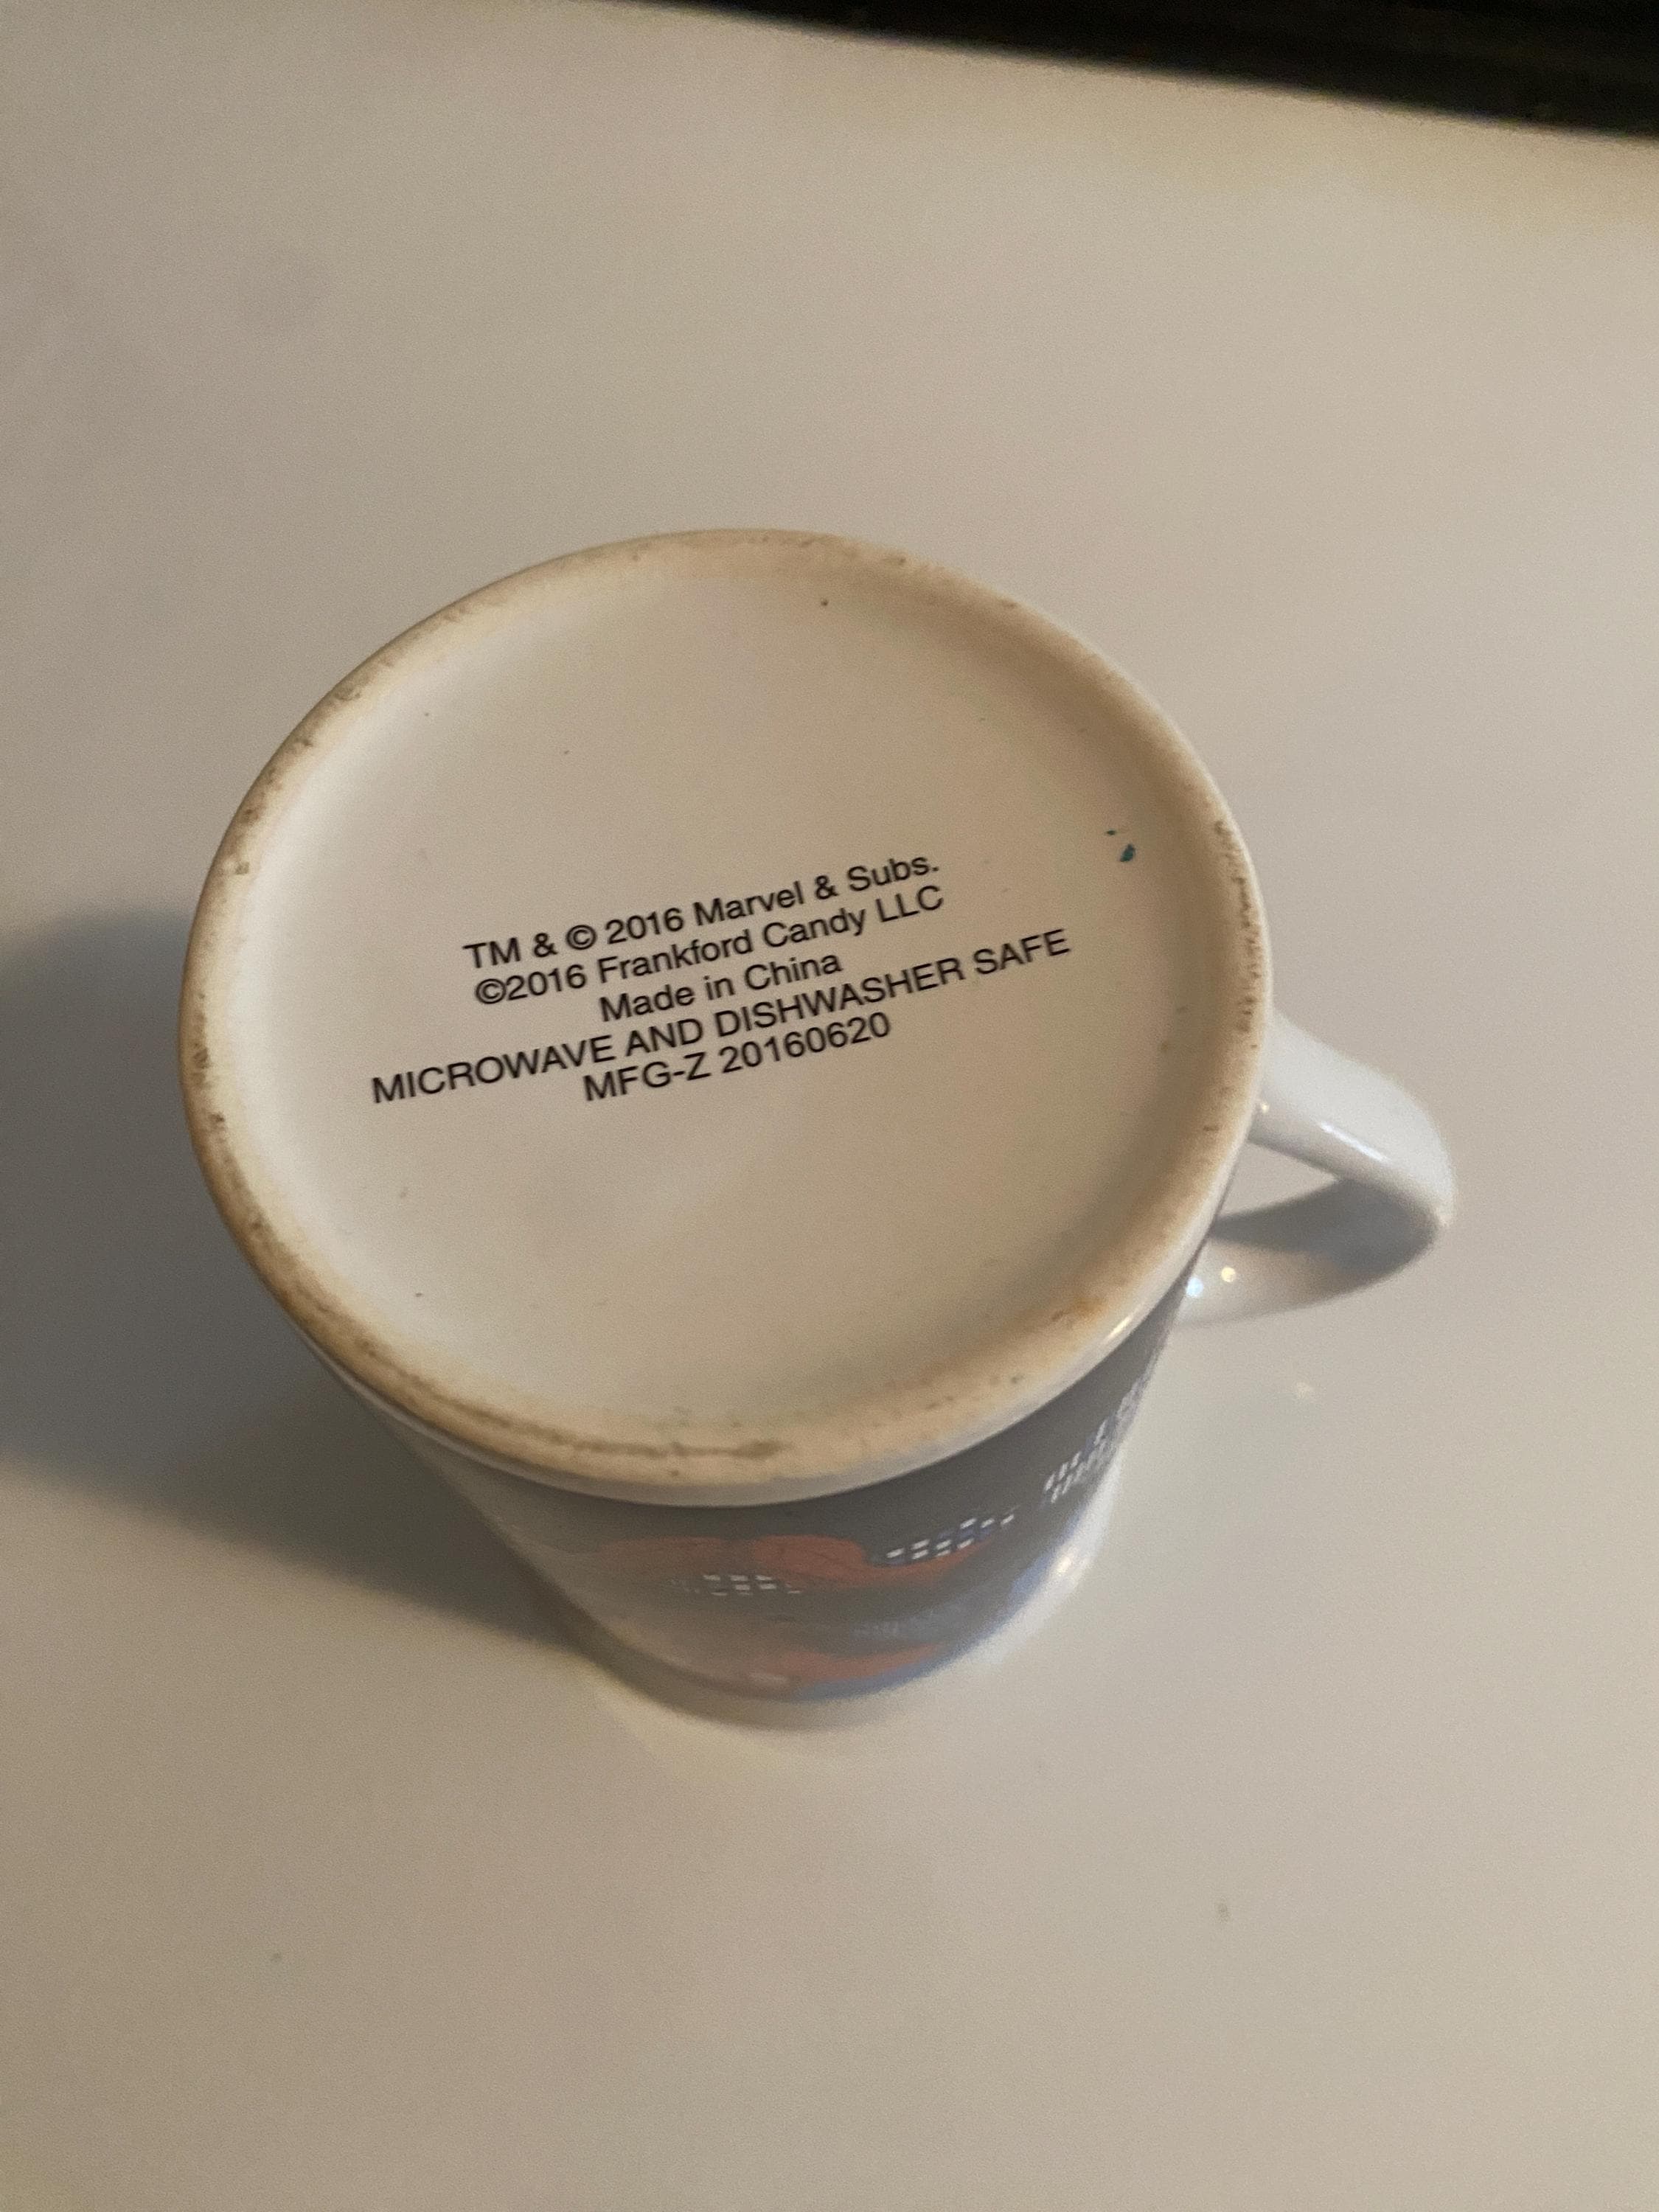 TM & © 2016 Marvel & Subs.
©2016 Frankford Candy LLC
Made in China
MICROWAVE AND DISHWASHER SAFE
MFG-Z 20160620